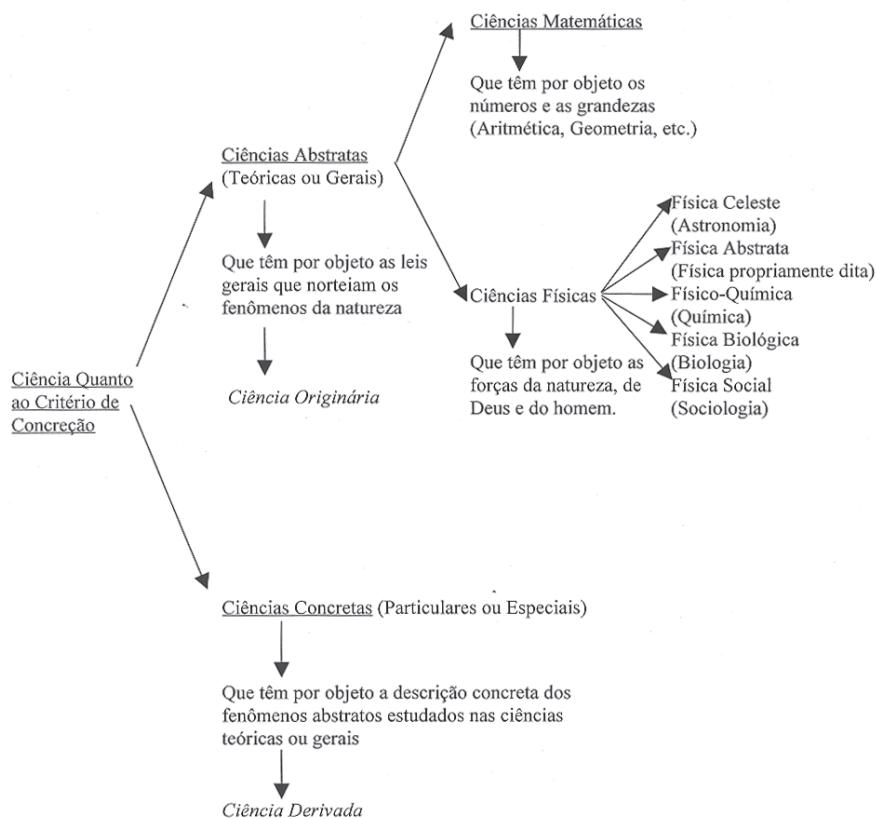 Ciência Quanto
ao Critério de
Concreção
Ciências Abstratas
(Teóricas ou Gerais)
Que têm por objeto as leis
gerais que norteiam os
fenômenos da natureza
Ciência Originária
Ciências Matemáticas
Que têm por objeto os
números e as grandezas
(Aritmética, Geometria, etc.)
Ciências Físicas
Que têm por objeto as
forças da natureza, de
Deus e do homem.
Física Celeste
(Astronomia)
Física Abstrata
(Física propriamente dita)
Físico-Química
(Química)
Física Biológica
(Biologia)
Física Social
(Sociologia)
Ciências Concretas (Particulares ou Especiais)
Que têm por objeto a descrição concreta dos
fenômenos abstratos estudados nas ciências
teóricas ou gerais
Ciência Derivada